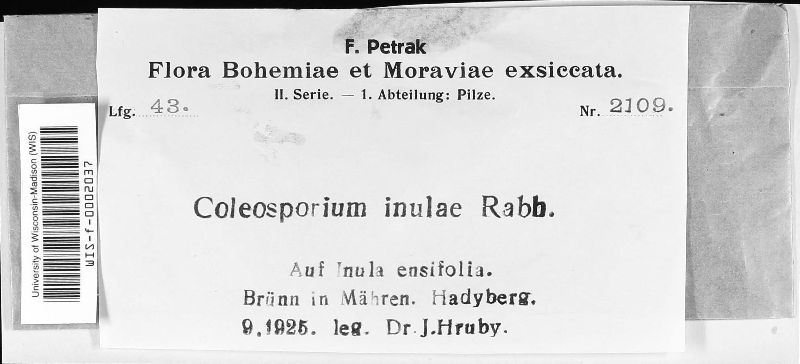 F. Petrak
Flora Bohemiae et Moraviae exsiccata.
II. Serie. — 1. Abteilung: Pilze.
Lfg. 43.
Nr. 2109.
Coleosporium inulae Rabh.
Auf Inula ensifolia.
Brünn in Mähren. Hadyberg.
9.1925. leg. Dr. J.Hruby.
University of Wisconsin-Madison (WIS)
WIS-f-0002037